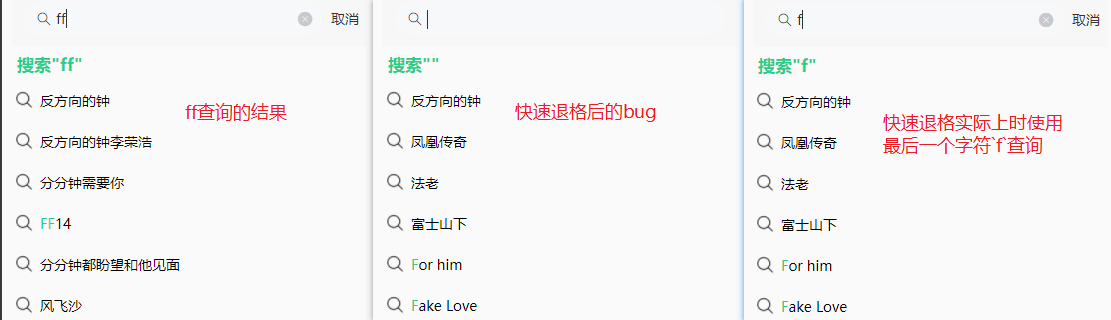 ff
取消
搜索"ff"
反方向的钟
反方向的钟李荣浩
分分钟需要你
FF14
分分钟都盼望和他见面
风飞沙
ff查询的结果
搜索""
反方向的钟
凤凰传奇
法老
富士山下
For him
Fake Love
快速退格后的bug
f
取消
搜索"f"
反方向的钟
凤凰传奇
法老
富士山下
For him
Fake Love
快速退格实际上时使用
最后一个字符`f`查询